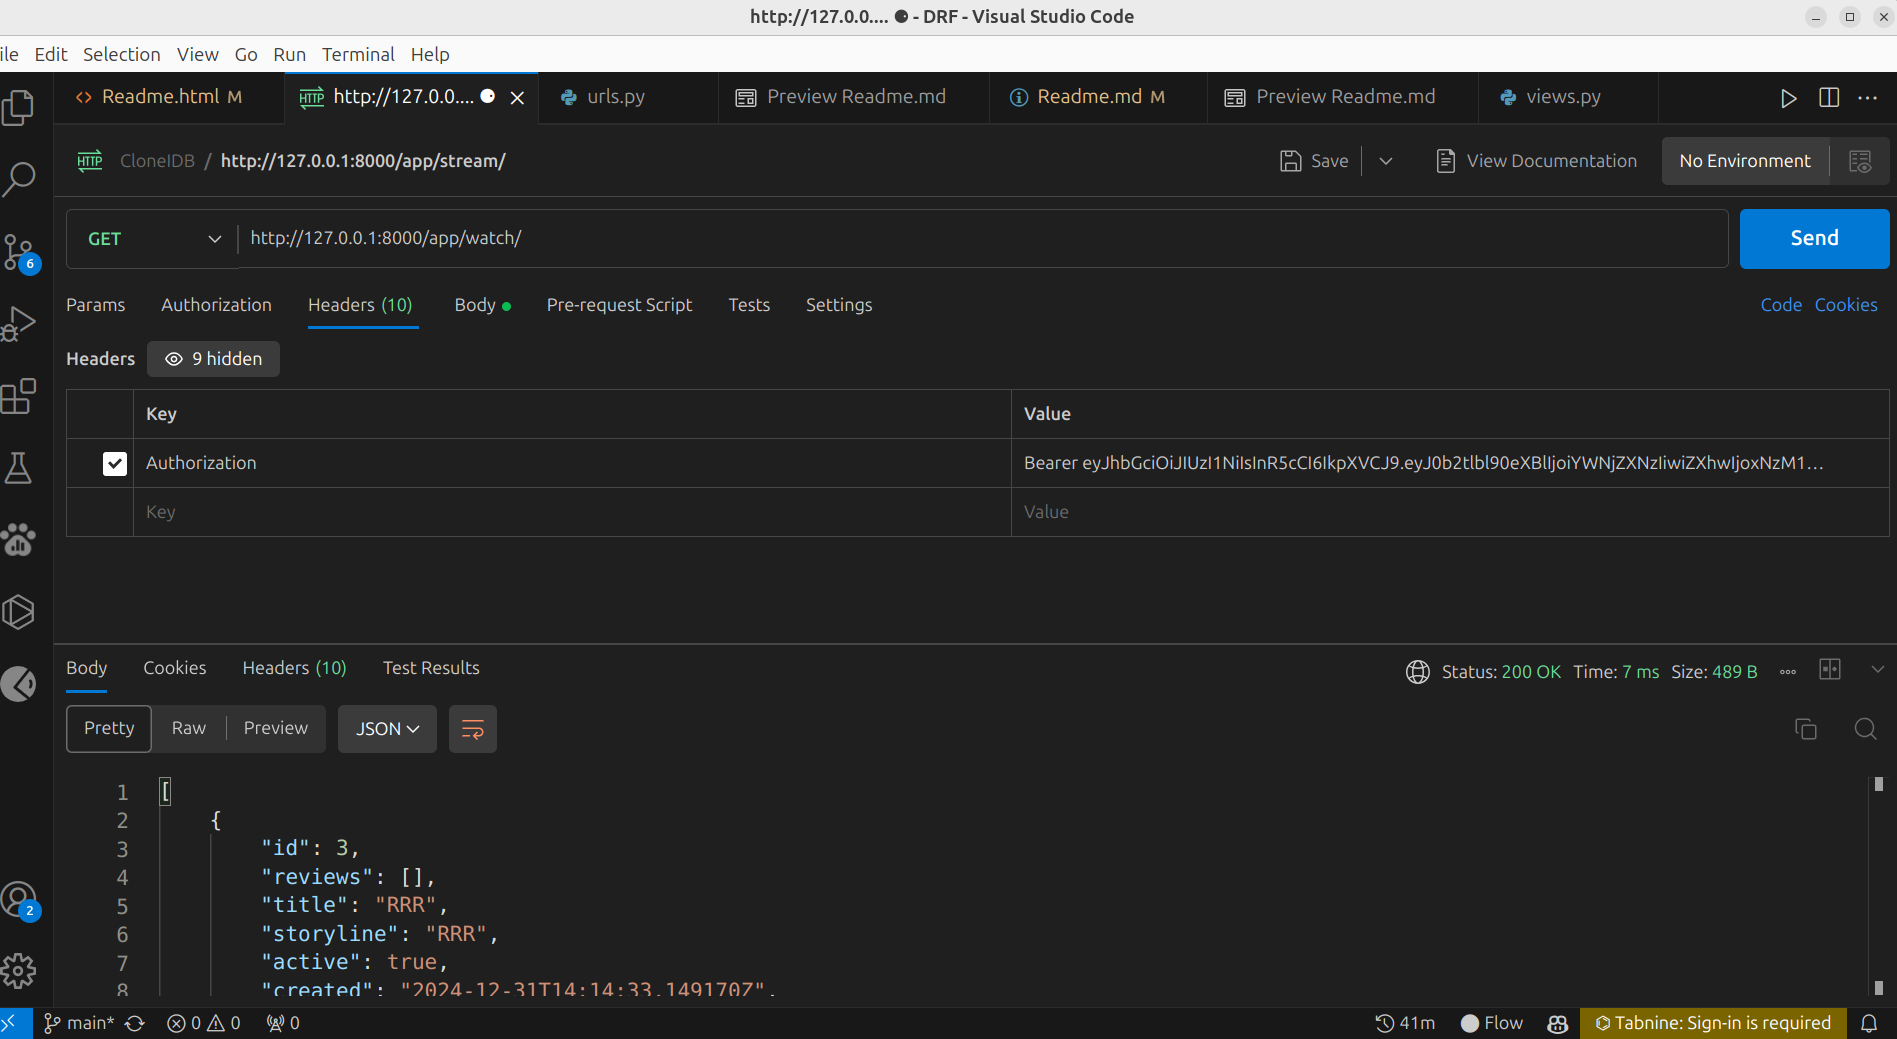 http://127.0.0.... ● - DRF - Visual Studio Code
ile Edit Selection View Go Run Terminal Help
Readme.html M http://127.0.0.... urls.py Preview Readme.md Readme.md M Preview Readme.md views.py
HTTP CloneIDB / http://127.0.0.1:8000/app/stream/ Save View Documentation No Environment
GET http://127.0.0.1:8000/app/watch/ Send
Params Authorization Headers (10) Body Pre-request Script Tests Settings Code Cookies
Headers 9 hidden
Key Value
Authorization Bearer eyJhbGciOiJIUzI1NiIsInR5cCI6IkpXVCJ9.eyJ0b2tlbl90eXBlIjoiYWNjZXNzIiwiZXhwIjoxNzM1...
Key Value
6
2
Body Cookies Headers (10) Test Results Status: 200 OK Time: 7 ms Size: 489 B
Pretty Raw Preview JSON
1 [
2 {
3 "id": 3,
4 "reviews": [],
5 "title": "RRR",
6 "storyline": "RRR",
7 "active": true,
8 "created": "2024-12-31T14:14:33.149170Z",
main* 0 0 0 41m Flow Tabnine: Sign-in is required